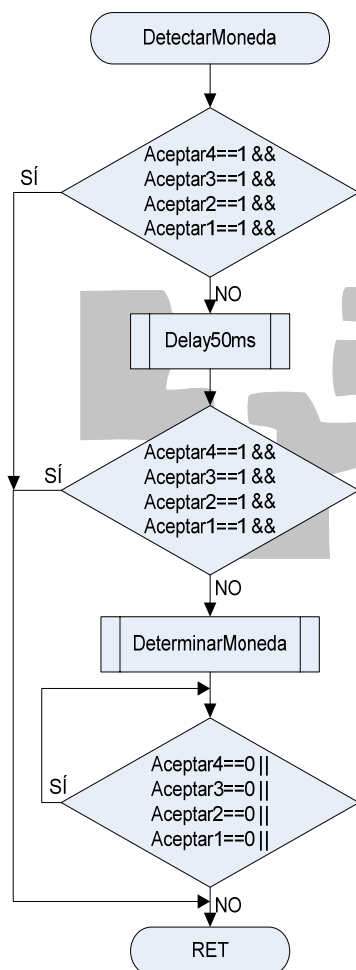 DetectarMoneda
Aceptar4==1 &&
Aceptar3==1 &&
Aceptar2==1 &&
Aceptar1==1 &&
SÍ
NO
Delay50ms
Aceptar4==1 &&
Aceptar3==1 &&
Aceptar2==1 &&
Aceptar1==1 &&
SÍ
NO
DeterminarMoneda
Aceptar4==0 ||
Aceptar3==0 ||
Aceptar2==0 ||
Aceptar1==0 ||
SÍ
NO
RET